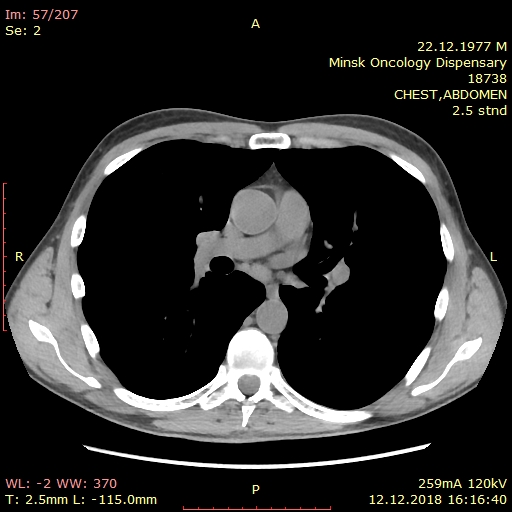 Im: 57/207
Se: 2
A
22.12.1977 M
Minsk Oncology Dispensary
18738
CHEST,ABDOMEN
2.5 stnd
R
L
WL: -2 WW: 370
T: 2.5mm L: -115.0mm
P
259mA 120kV
12.12.2018 16:16:40